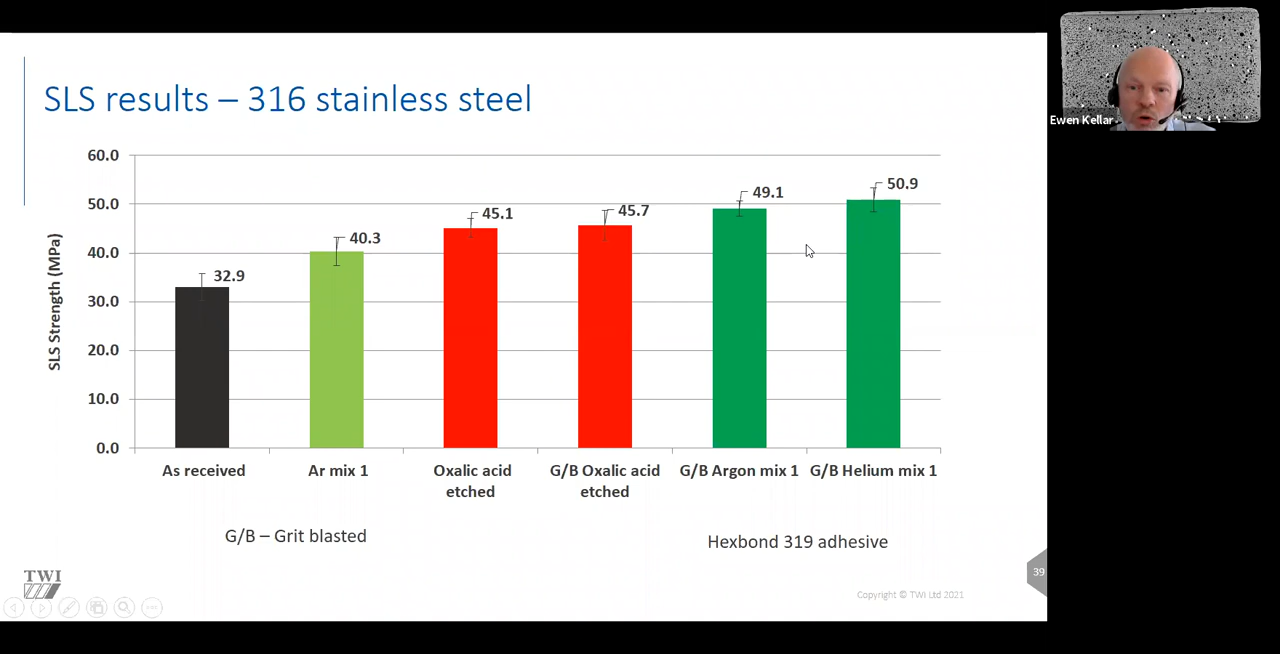 SLS results – 316 stainless steel
Ewen Kellar
60.0
50.0
40.0
30.0
20.0
10.0
0.0
SLS Strength (MPa)
32.9
40.3
45.1
45.7
49.1
50.9
As received
Ar mix 1
Oxalic acid
etched
G/B Oxalic acid
etched
G/B Argon mix 1
G/B Helium mix 1
G/B – Grit blasted
Hexbond 319 adhesive
39
TWI
Copyright © TWI Ltd 2021